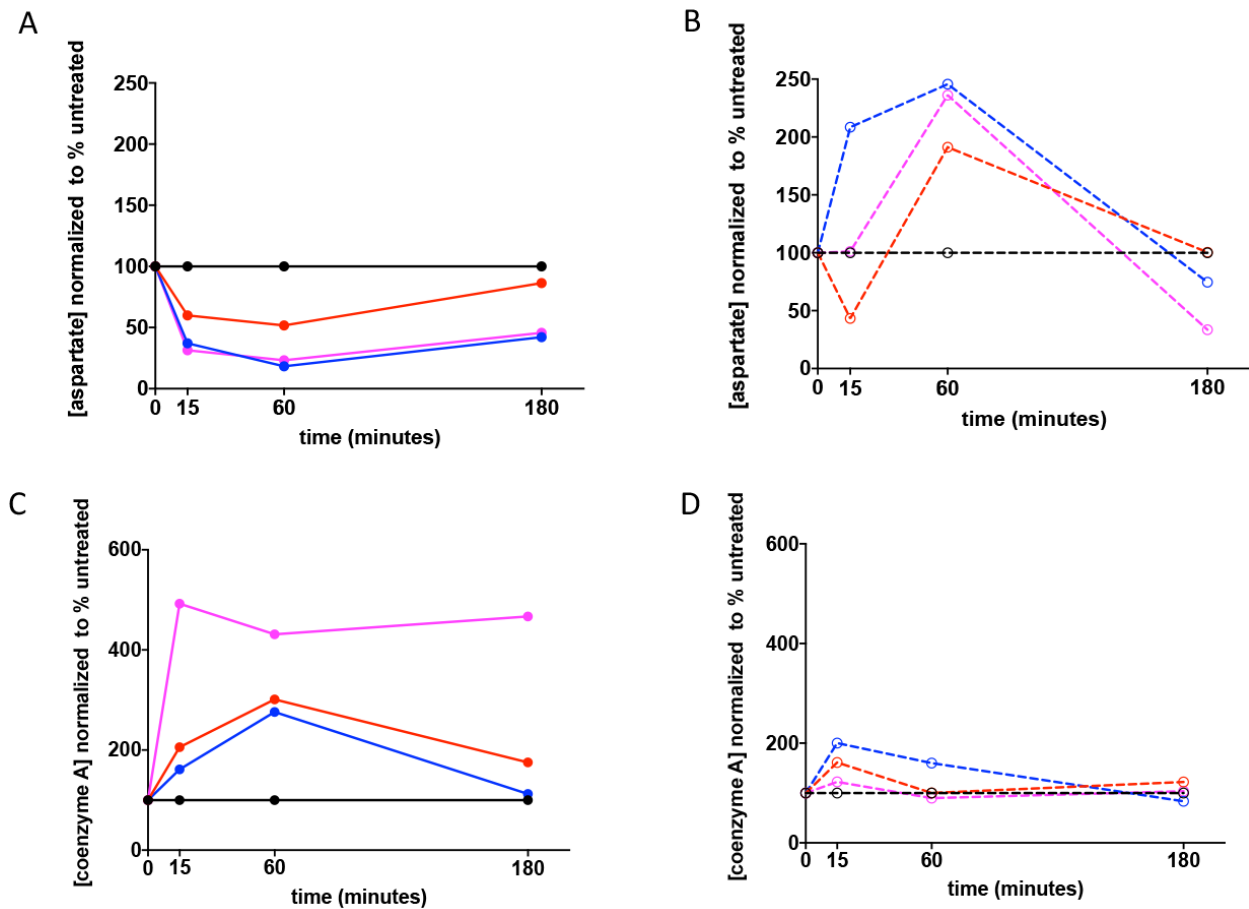 A
[aspartate] normalized to % untreated
250
200
150
100
50
0
0 15 60 180
time (minutes)
B
[aspartate] normalized to % untreated
250
200
150
100
50
0
0 15 60 180
time (minutes)
C
[coenzyme A] normalized to % untreated
600
400
200
0
0 15 60 180
time (minutes)
D
[coenzyme A] normalized to % untreated
600
400
200
0
0 15 60 180
time (minutes)